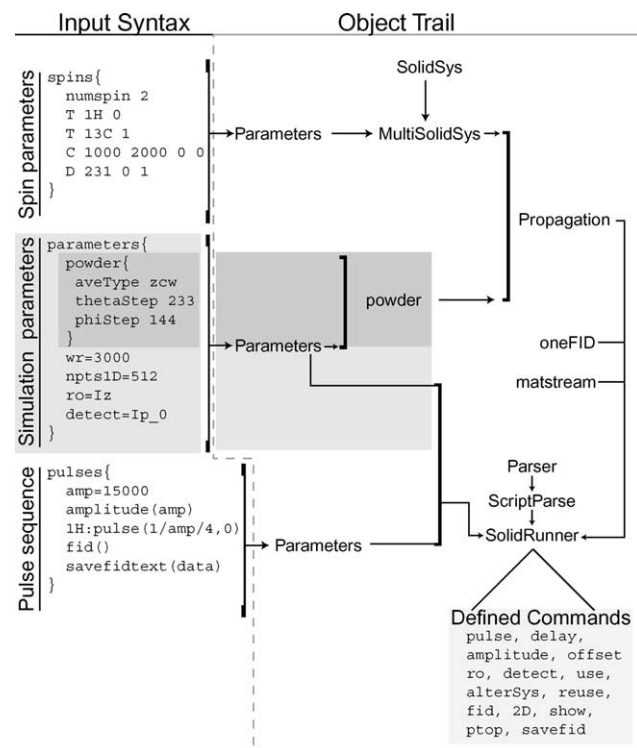 Input Syntax
Object Trail
Spin parameters
spins{
numspin 2
T 1H 0
T 13C 1
C 1000 2000 0 0
D 231 0 1
}
Parameters
SolidSys
MultiSolidSys
Propagation
Simulation parameters
parameters{
powder{
aveType zcw
thetaStep 233
phiStep 144
}
wr=3000
npts1D=512
ro=Iz
detect=Ip_0
}
Parameters
powder
oneFID
matstream
Pulse sequence
pulses{
amp=15000
amplitude(amp)
1H:pulse(1/amp/4,0)
fid()
savefidtext(data)
}
Parameters
Parser
ScriptParse
SolidRunner
Defined Commands
pulse, delay,
amplitude, offset
ro, detect, use,
alterSys, reuse,
fid, 2D, show,
ptop, savefid